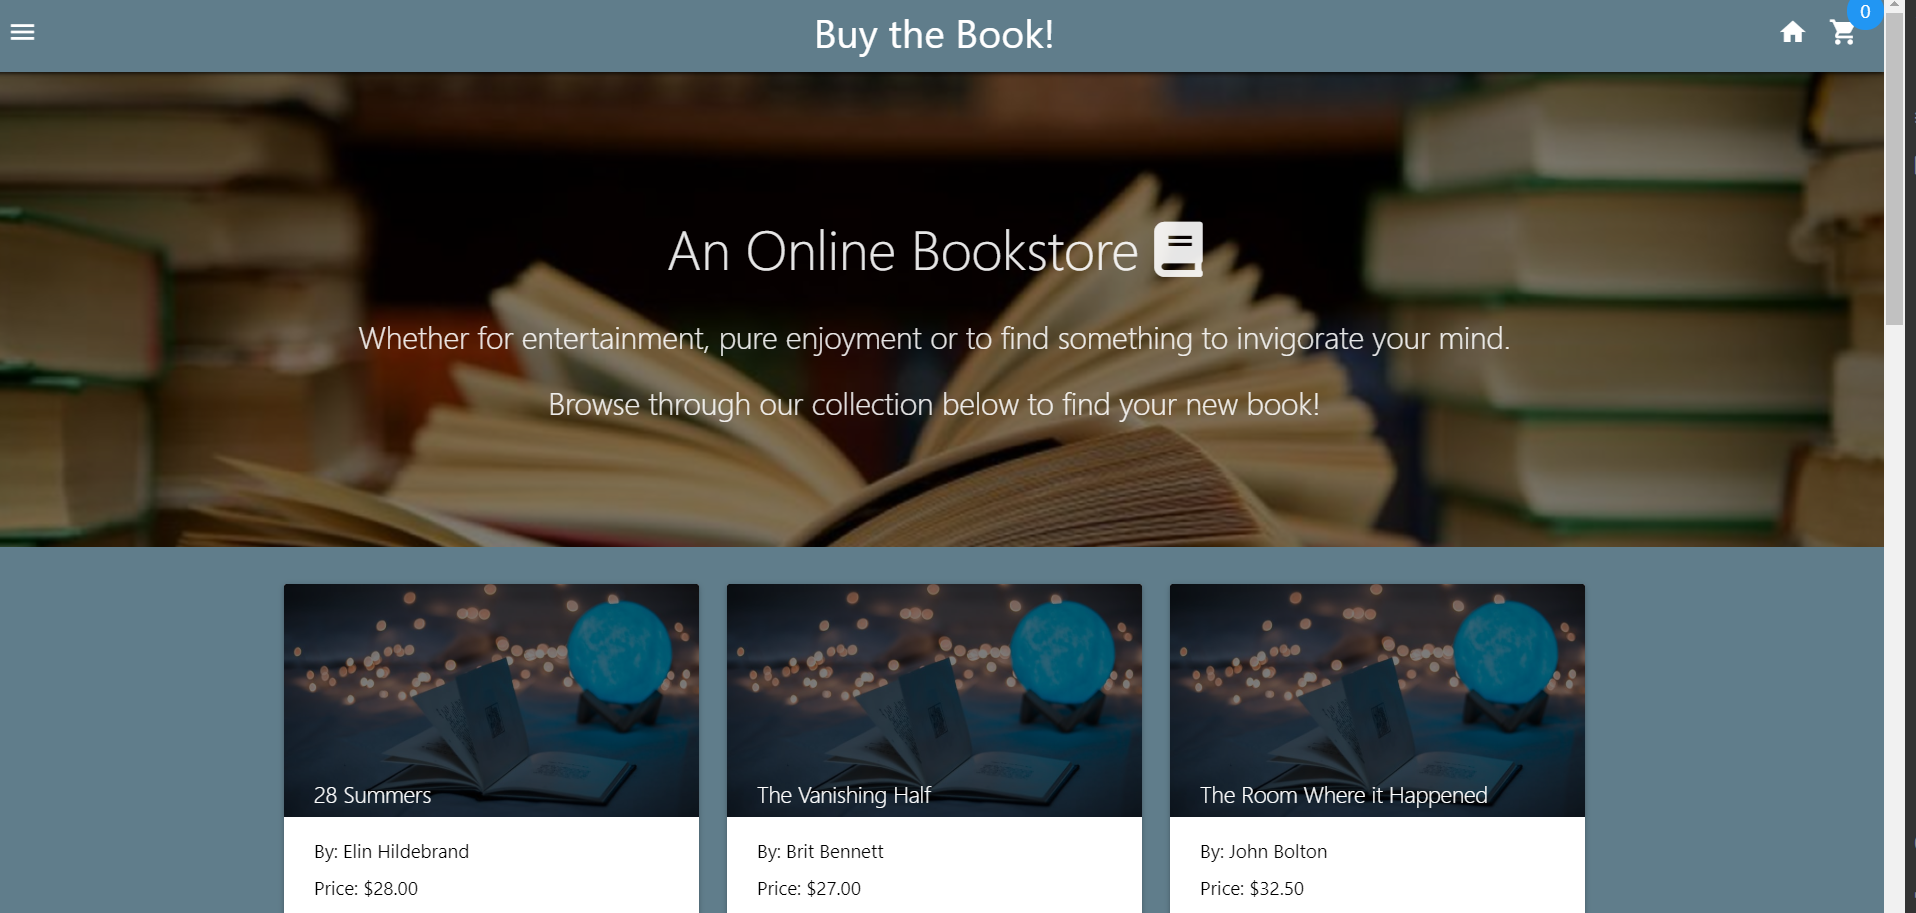 Buy the Book!
0
An Online Bookstore
Whether for entertainment, pure enjoyment or to find something to invigorate your mind.
Browse through our collection below to find your new book!
28 Summers
By: Elin Hildebrand
Price: $28.00
The Vanishing Half
By: Brit Bennett
Price: $27.00
The Room Where it Happened
By: John Bolton
Price: $32.50